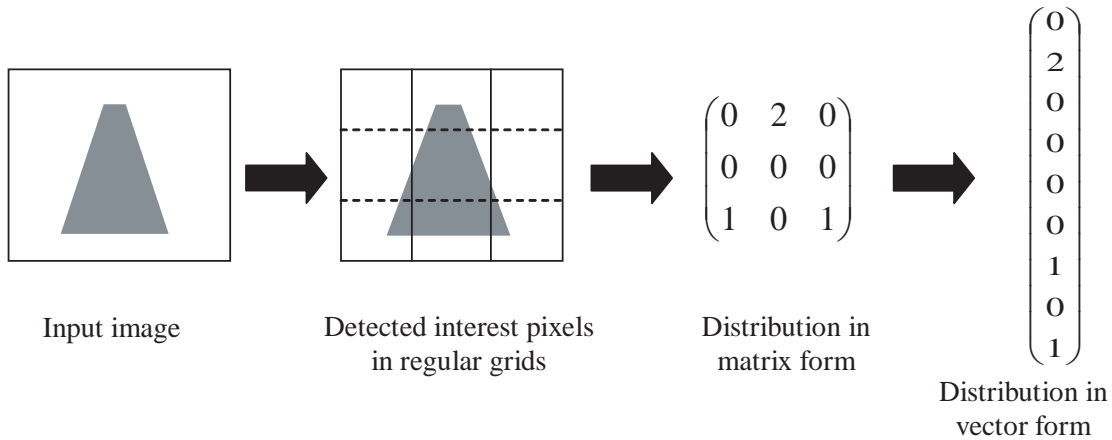 0 2 0
0 0 0
1 0 1
0
2
0
0
0
0
1
0
1
Input image
Detected interest pixels
in regular grids
Distribution in
matrix form
Distribution in
vector form